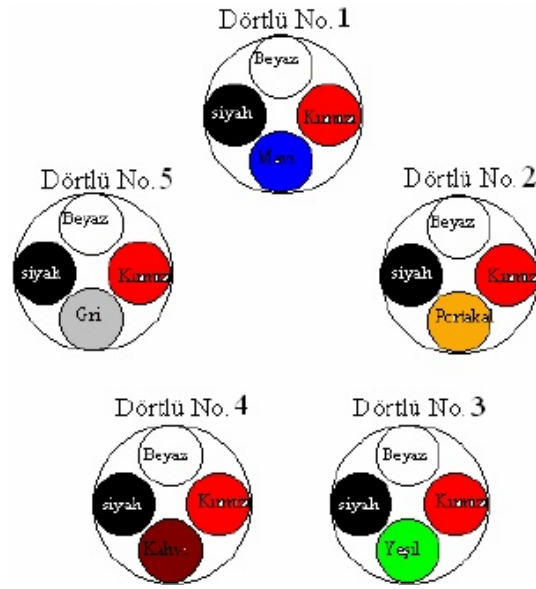 Dörtlü No. 1
Beyaz
siyah
Kırmızı
Mavi
Dörtlü No. 5
Beyaz
siyah
Kırmızı
Gri
Dörtlü No. 2
Beyaz
siyah
Kırmızı
Portakal
Dörtlü No. 4
Beyaz
siyah
Kırmızı
Kahve
Dörtlü No. 3
Beyaz
siyah
Kırmızı
Yeşil